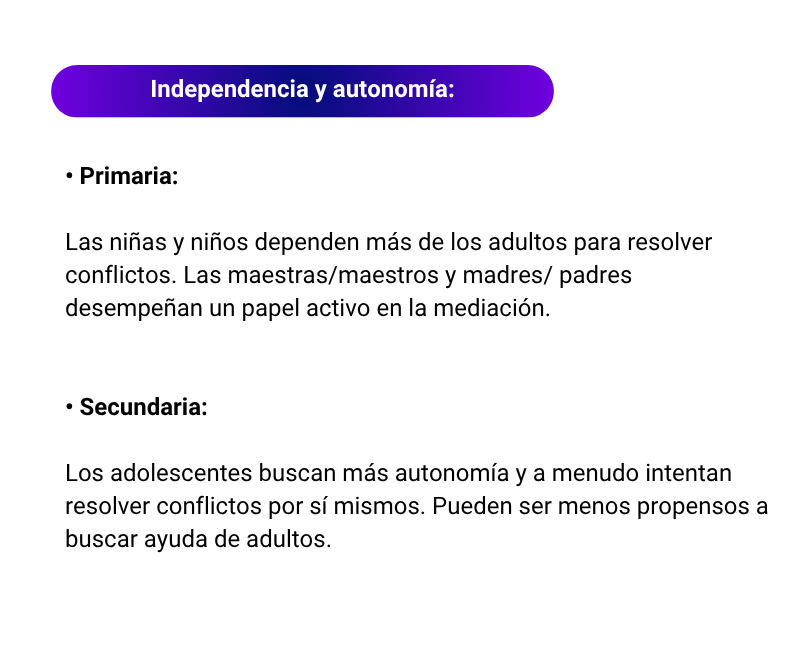 Independencia y autonomía:
• Primaria:
Las niñas y niños dependen más de los adultos para resolver
conflictos. Las maestras/maestros y madres/ padres
desempeñan un papel activo en la mediación.
• Secundaria:
Los adolescentes buscan más autonomía y a menudo intentan
resolver conflictos por sí mismos. Pueden ser menos propensos a
buscar ayuda de adultos.